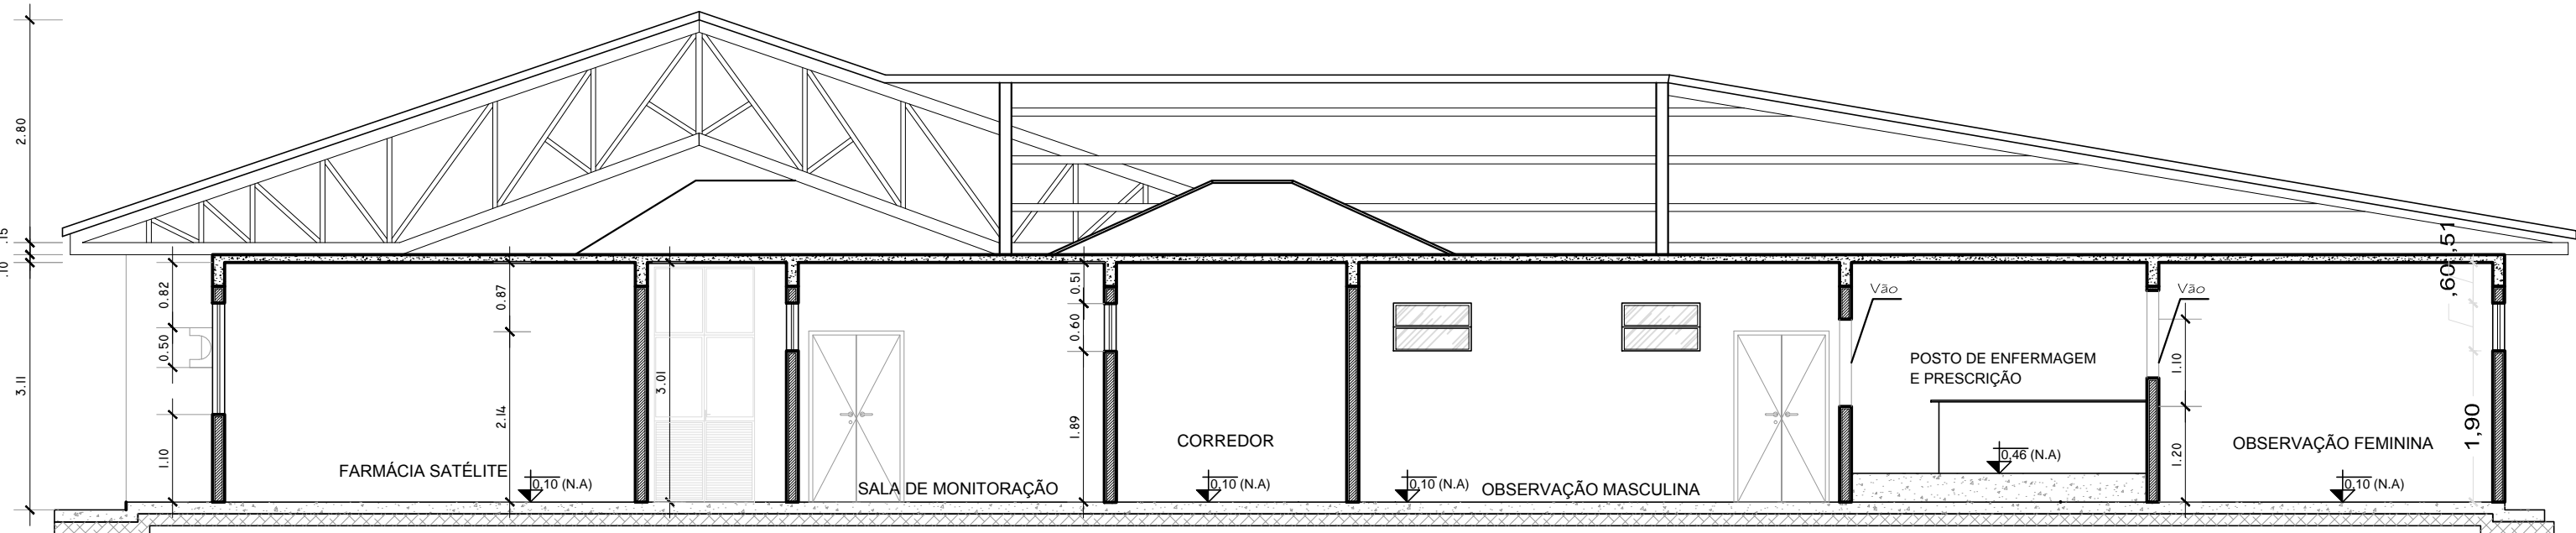 2.80
.15
.10
3.11
0.82
0.50
1.10
0.87
2.14
3.01
0.51
0.60
1.89
FARMÁCIA SATÉLITE
0,10 (N.A)
SALA DE MONITORAÇÃO
CORREDOR
0,10 (N.A)
0,10 (N.A)
OBSERVAÇÃO MASCULINA
Vão
POSTO DE ENFERMAGEM
E PRESCRIÇÃO
0,46 (N.A)
Vão
1.10
1.20
OBSERVAÇÃO FEMININA
0,10 (N.A)
,51
,60
1,90